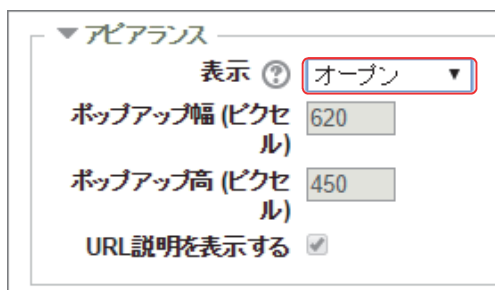 アピアランス
表示 オープン
ポップアップ幅 (ピクセ
ル) 620
ポップアップ高 (ピクセ
ル) 450
URL説明を表示する